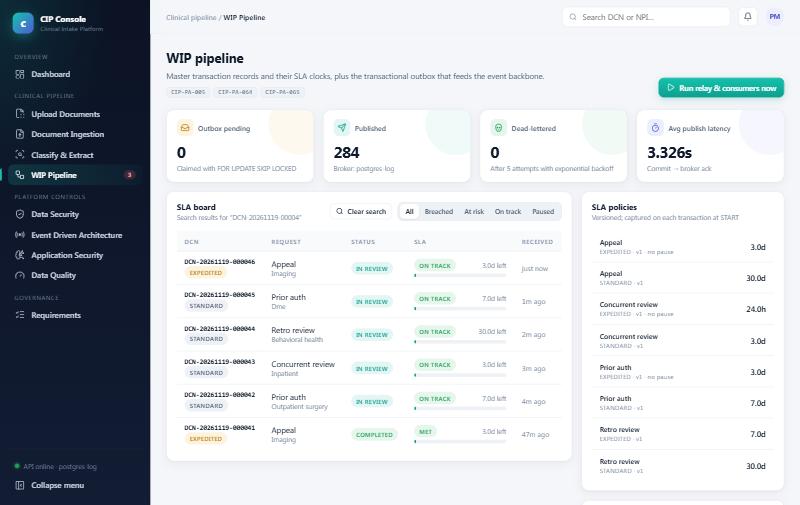 c
CIP Console
Clinical Intake Platform
OVERVIEW
Dashboard
CLINICAL PIPELINE
Upload Documents
Document Ingestion
Classify & Extract
WIP Pipeline 3
PLATFORM CONTROLS
Data Security
Event Driven Architecture
Application Security
Data Quality
GOVERNANCE
Requirements
API online · postgres-log
Collapse menu
Clinical pipeline / WIP Pipeline
Search DCN or NPI...
PM
WIP pipeline
Master transaction records and their SLA clocks, plus the transactional outbox that feeds the event backbone.
CIP-PA-005 CIP-PA-064 CIP-PA-065
Run relay & consumers now
Outbox pending
0
Claimed with FOR UPDATE SKIP LOCKED
Published
284
Broker: postgres-log
Dead-lettered
0
After 5 attempts with exponential backoff
Avg publish latency
3.326s
Commit → broker ack
SLA board
Search results for "DCN-20261119-00004"
Clear search
All Breached At risk On track Paused
DCN REQUEST STATUS SLA RECEIVED
DCN-20261119-000046 Appeal IN REVIEW ON TRACK 3.0d left just now
EXPEDITED Imaging
DCN-20261119-000045 Prior auth IN REVIEW ON TRACK 7.0d left 1m ago
STANDARD Dme
DCN-20261119-000044 Retro review IN REVIEW ON TRACK 30.0d left 2m ago
STANDARD Behavioral health
DCN-20261119-000043 Concurrent review IN REVIEW ON TRACK 3.0d left 3m ago
STANDARD Inpatient
DCN-20261119-000042 Prior auth IN REVIEW ON TRACK 7.0d left 4m ago
STANDARD Outpatient surgery
DCN-20261119-000041 Appeal COMPLETED MET 3.0d left 47m ago
EXPEDITED Imaging
SLA policies
Versioned; captured on each transaction at START
Appeal 3.0d
EXPEDITED · v1 · no pause
Appeal 30.0d
STANDARD · v1
Concurrent review 24.0h
EXPEDITED · v1 · no pause
Concurrent review 3.0d
STANDARD · v1
Prior auth 3.0d
EXPEDITED · v1 · no pause
Prior auth 7.0d
STANDARD · v1
Retro review 7.0d
EXPEDITED · v1
Retro review 30.0d
STANDARD · v1